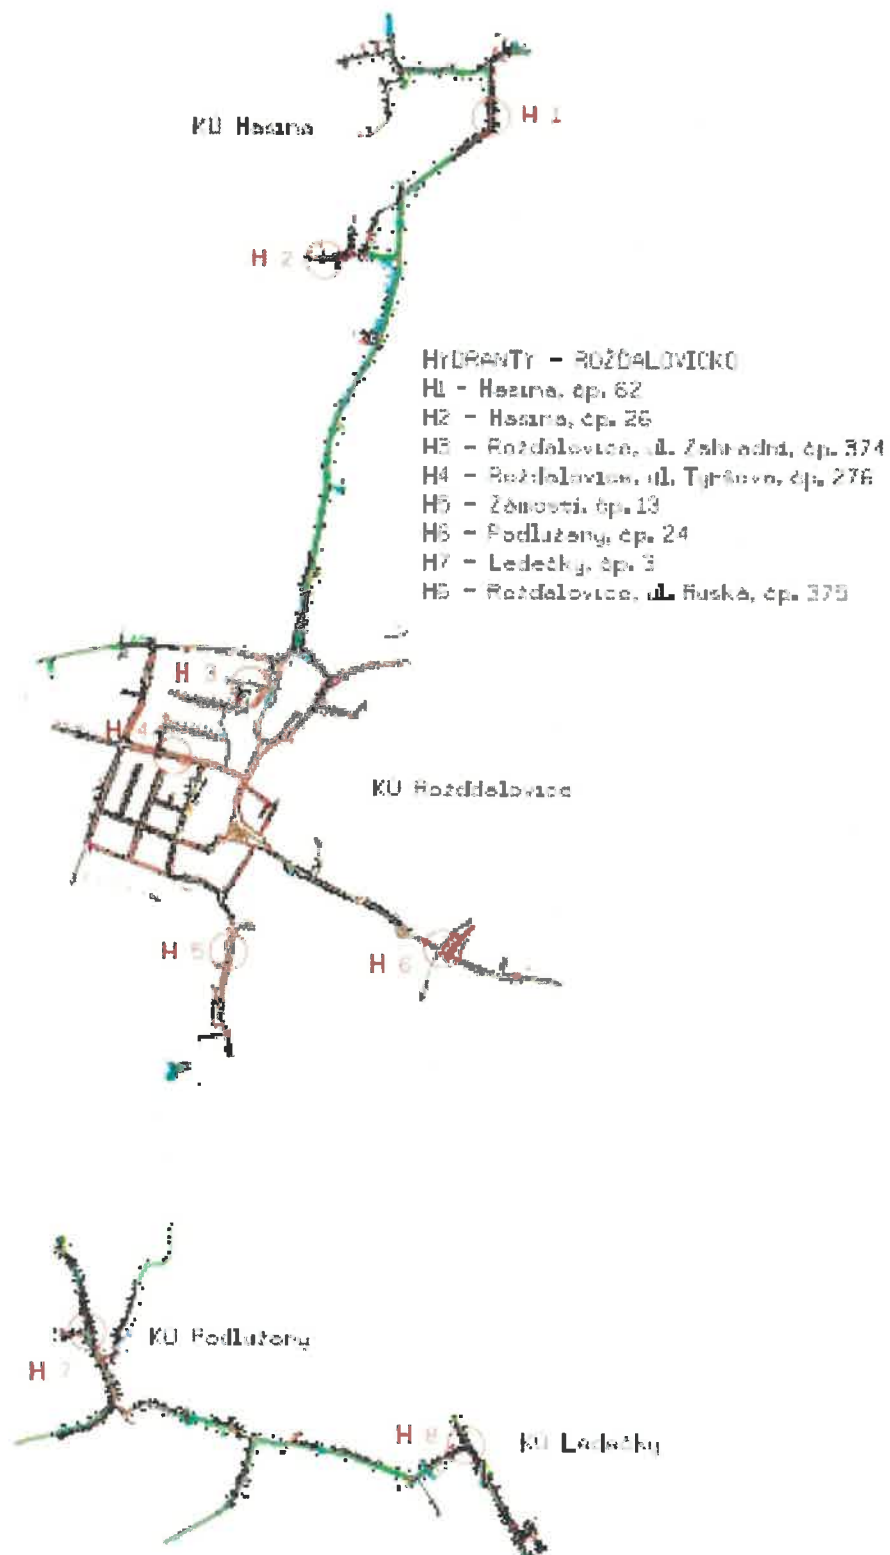 KÚ Hasina
H 1
H 2
HYDRANTY - ROŽĎALOVICKO
H1 - Hasina, čp. 62
H2 - Hasina, čp. 26
H3 - Rožďalovice, ul. Zahradní, čp. 374
H4 - Rožďalovice, ul. Tyršova, čp. 276
H5 - Zámostí, čp. 13
H6 - Podlužany, čp. 24
H7 - Ledečky, čp. 3
H8 - Rožďalovice, ul. Huska, čp. 375
H 3
H 4
KÚ Rožddalovice
H 5
H 6
KÚ Podlužany
H 7
H 8
KÚ Ledečky